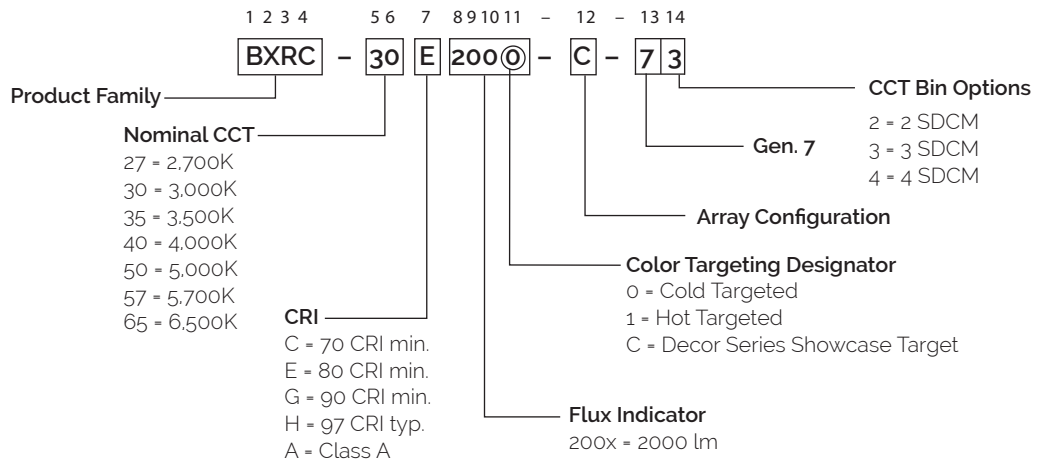 1 2 3 4 5 6 7 8 9 10 11 – 12 – 13 14
BXRC – 30 E 2000 – C – 7 3
Product Family
Nominal CCT
27 = 2,700K
30 = 3,000K
35 = 3,500K
40 = 4,000K
50 = 5,000K
57 = 5,700K
65 = 6,500K
CRI
C = 70 CRI min.
E = 80 CRI min.
G = 90 CRI min.
H = 97 CRI typ.
A = Class A
Flux Indicator
200x = 2000 lm
Color Targeting Designator
0 = Cold Targeted
1 = Hot Targeted
C = Decor Series Showcase Target
Array Configuration
Gen. 7
CCT Bin Options
2 = 2 SDCM
3 = 3 SDCM
4 = 4 SDCM